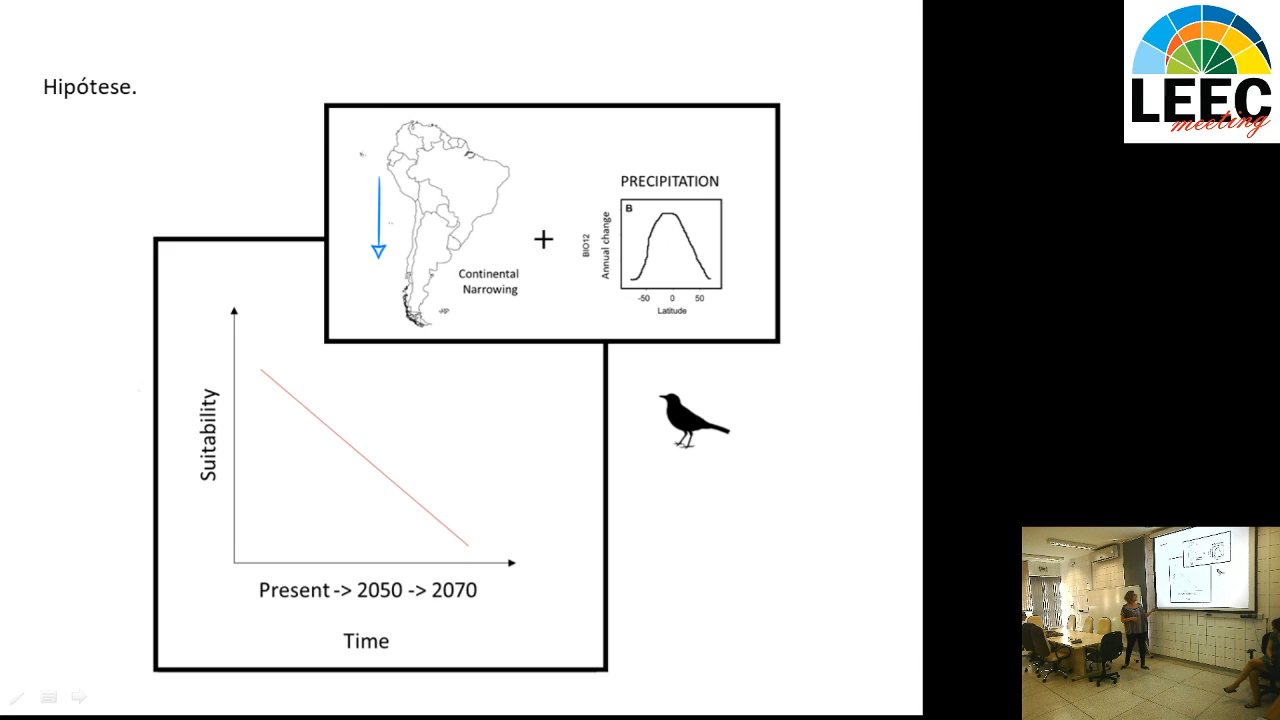 Hipótese.
Continental
Narrowing
+
PRECIPITATION
B
BIO12
Annual change
-50 0 50
Latitude
Suitability
Present -> 2050 -> 2070
Time
LEEC
meeting